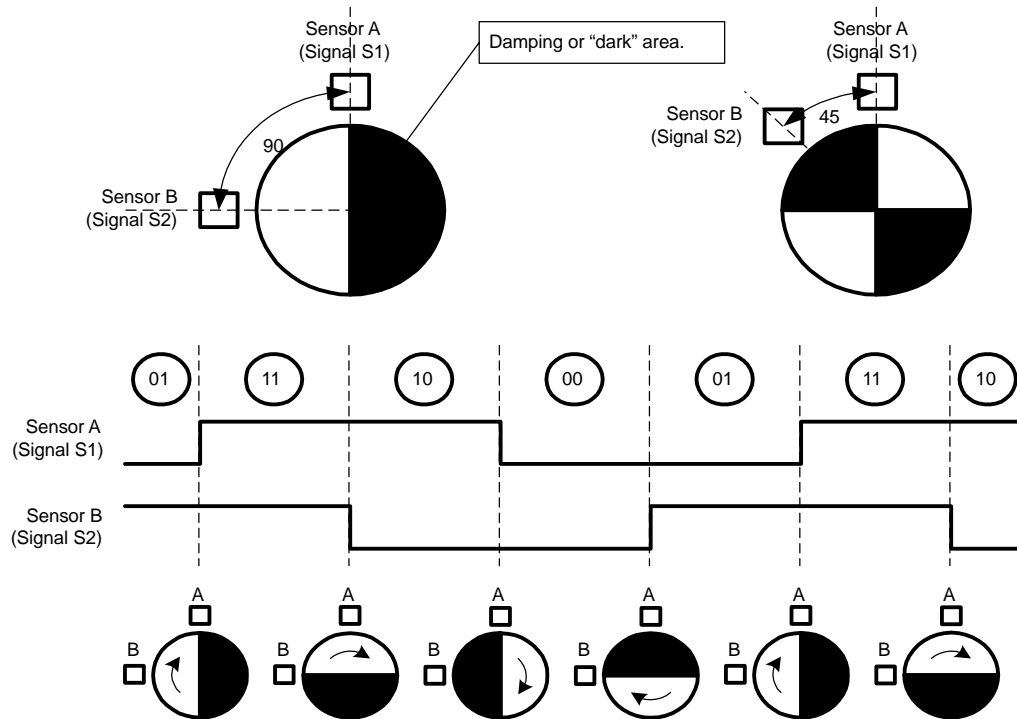 Sensor A
(Signal S1)
Damping or “dark” area.
Sensor A
(Signal S1)
Sensor B
(Signal S2)
45
90
Sensor B
(Signal S2)
01 11 10 00 01 11 10
Sensor A
(Signal S1)
Sensor B
(Signal S2)
A A A A A A
B B B B B B